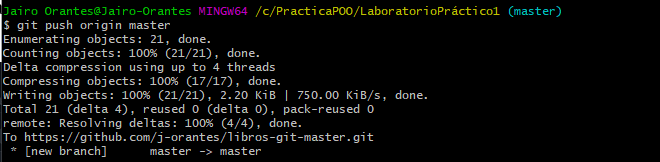 Jairo Orantes@Jairo-Orantes MINGW64 /c/PracticaPOO/LaboratorioPráctico1 (master)
$ git push origin master
Enumerating objects: 21, done.
Counting objects: 100% (21/21), done.
Delta compression using up to 4 threads
Compressing objects: 100% (17/17), done.
Writing objects: 100% (21/21), 2.20 KiB | 750.00 KiB/s, done.
Total 21 (delta 4), reused 0 (delta 0), pack-reused 0
remote: Resolving deltas: 100% (4/4), done.
To https://github.com/j-orantes/libros-git-master.git
 * [new branch]      master -> master